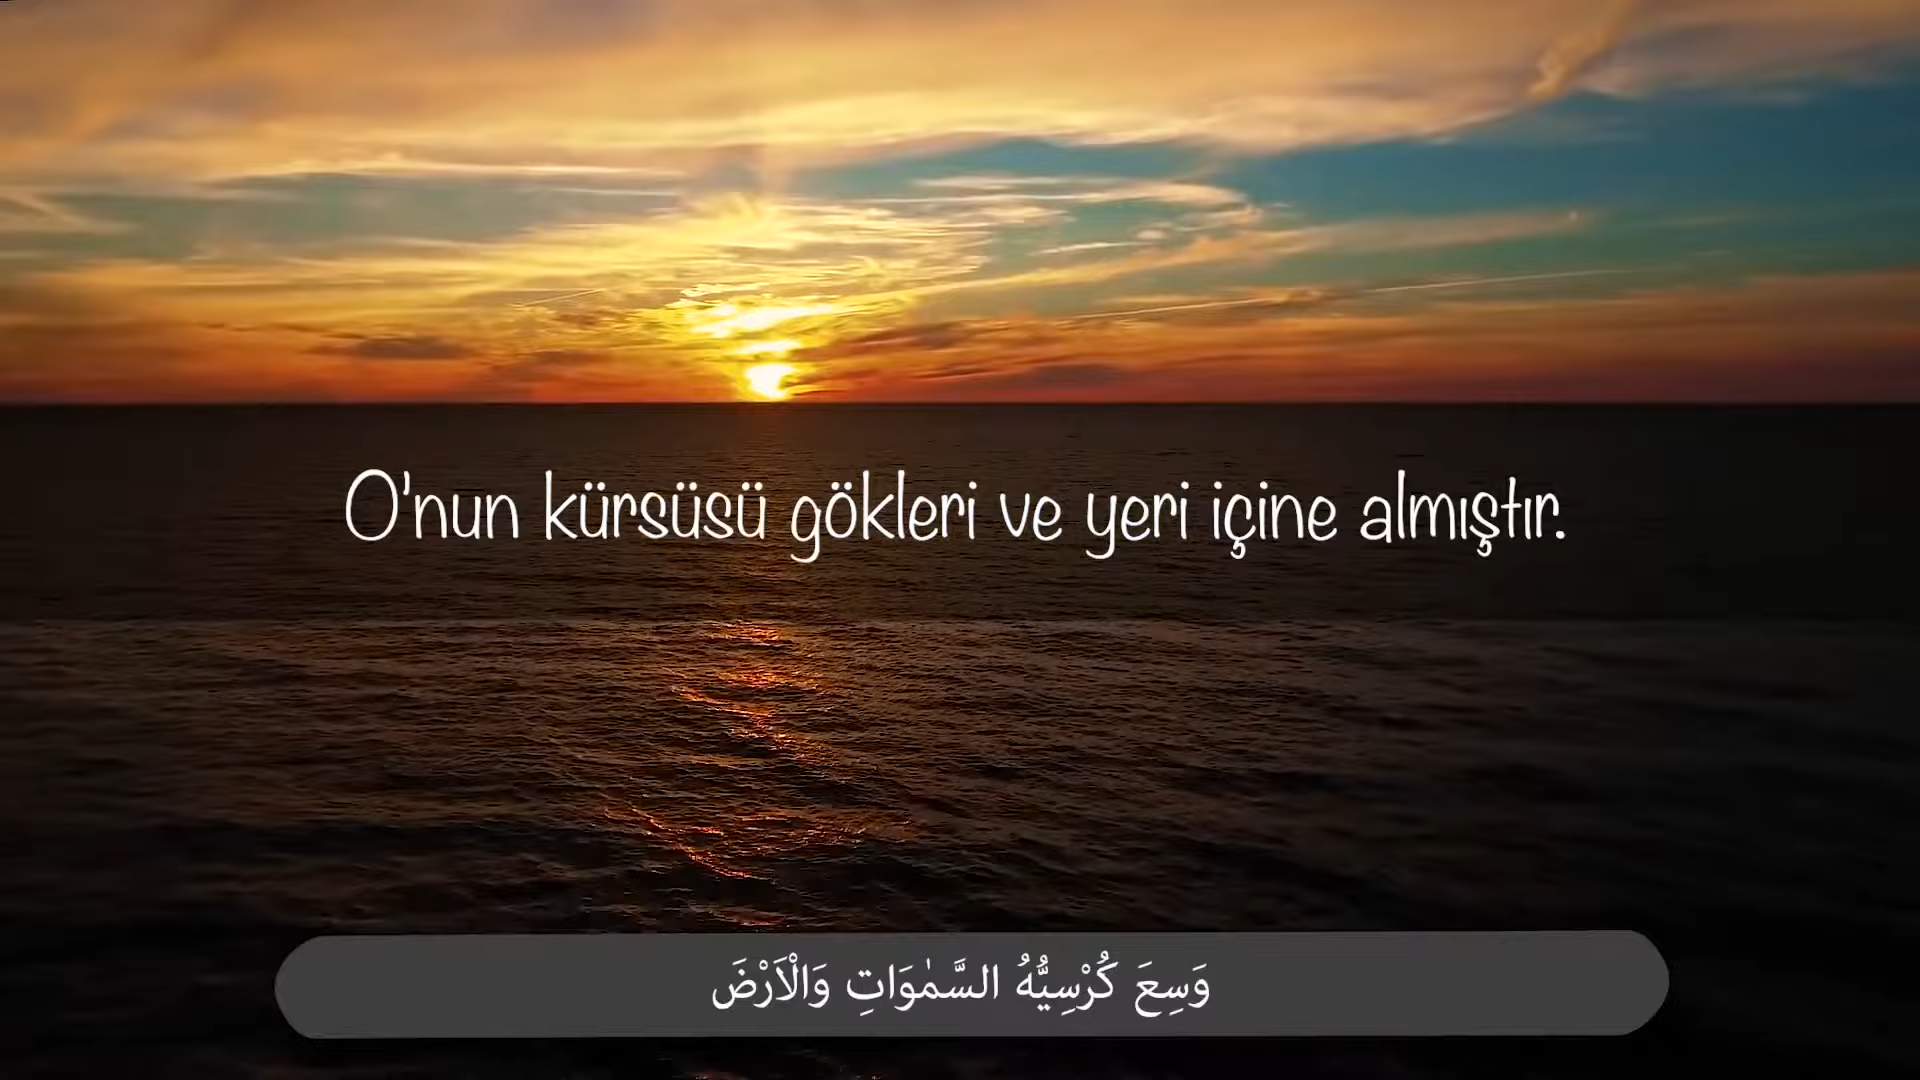 O'nun kürsüsü gökleri ve yeri içine almıştır.
وَسِعَ كُرْسِيُّهُ السَّمٰوَاتِ وَالْاَرْضَ